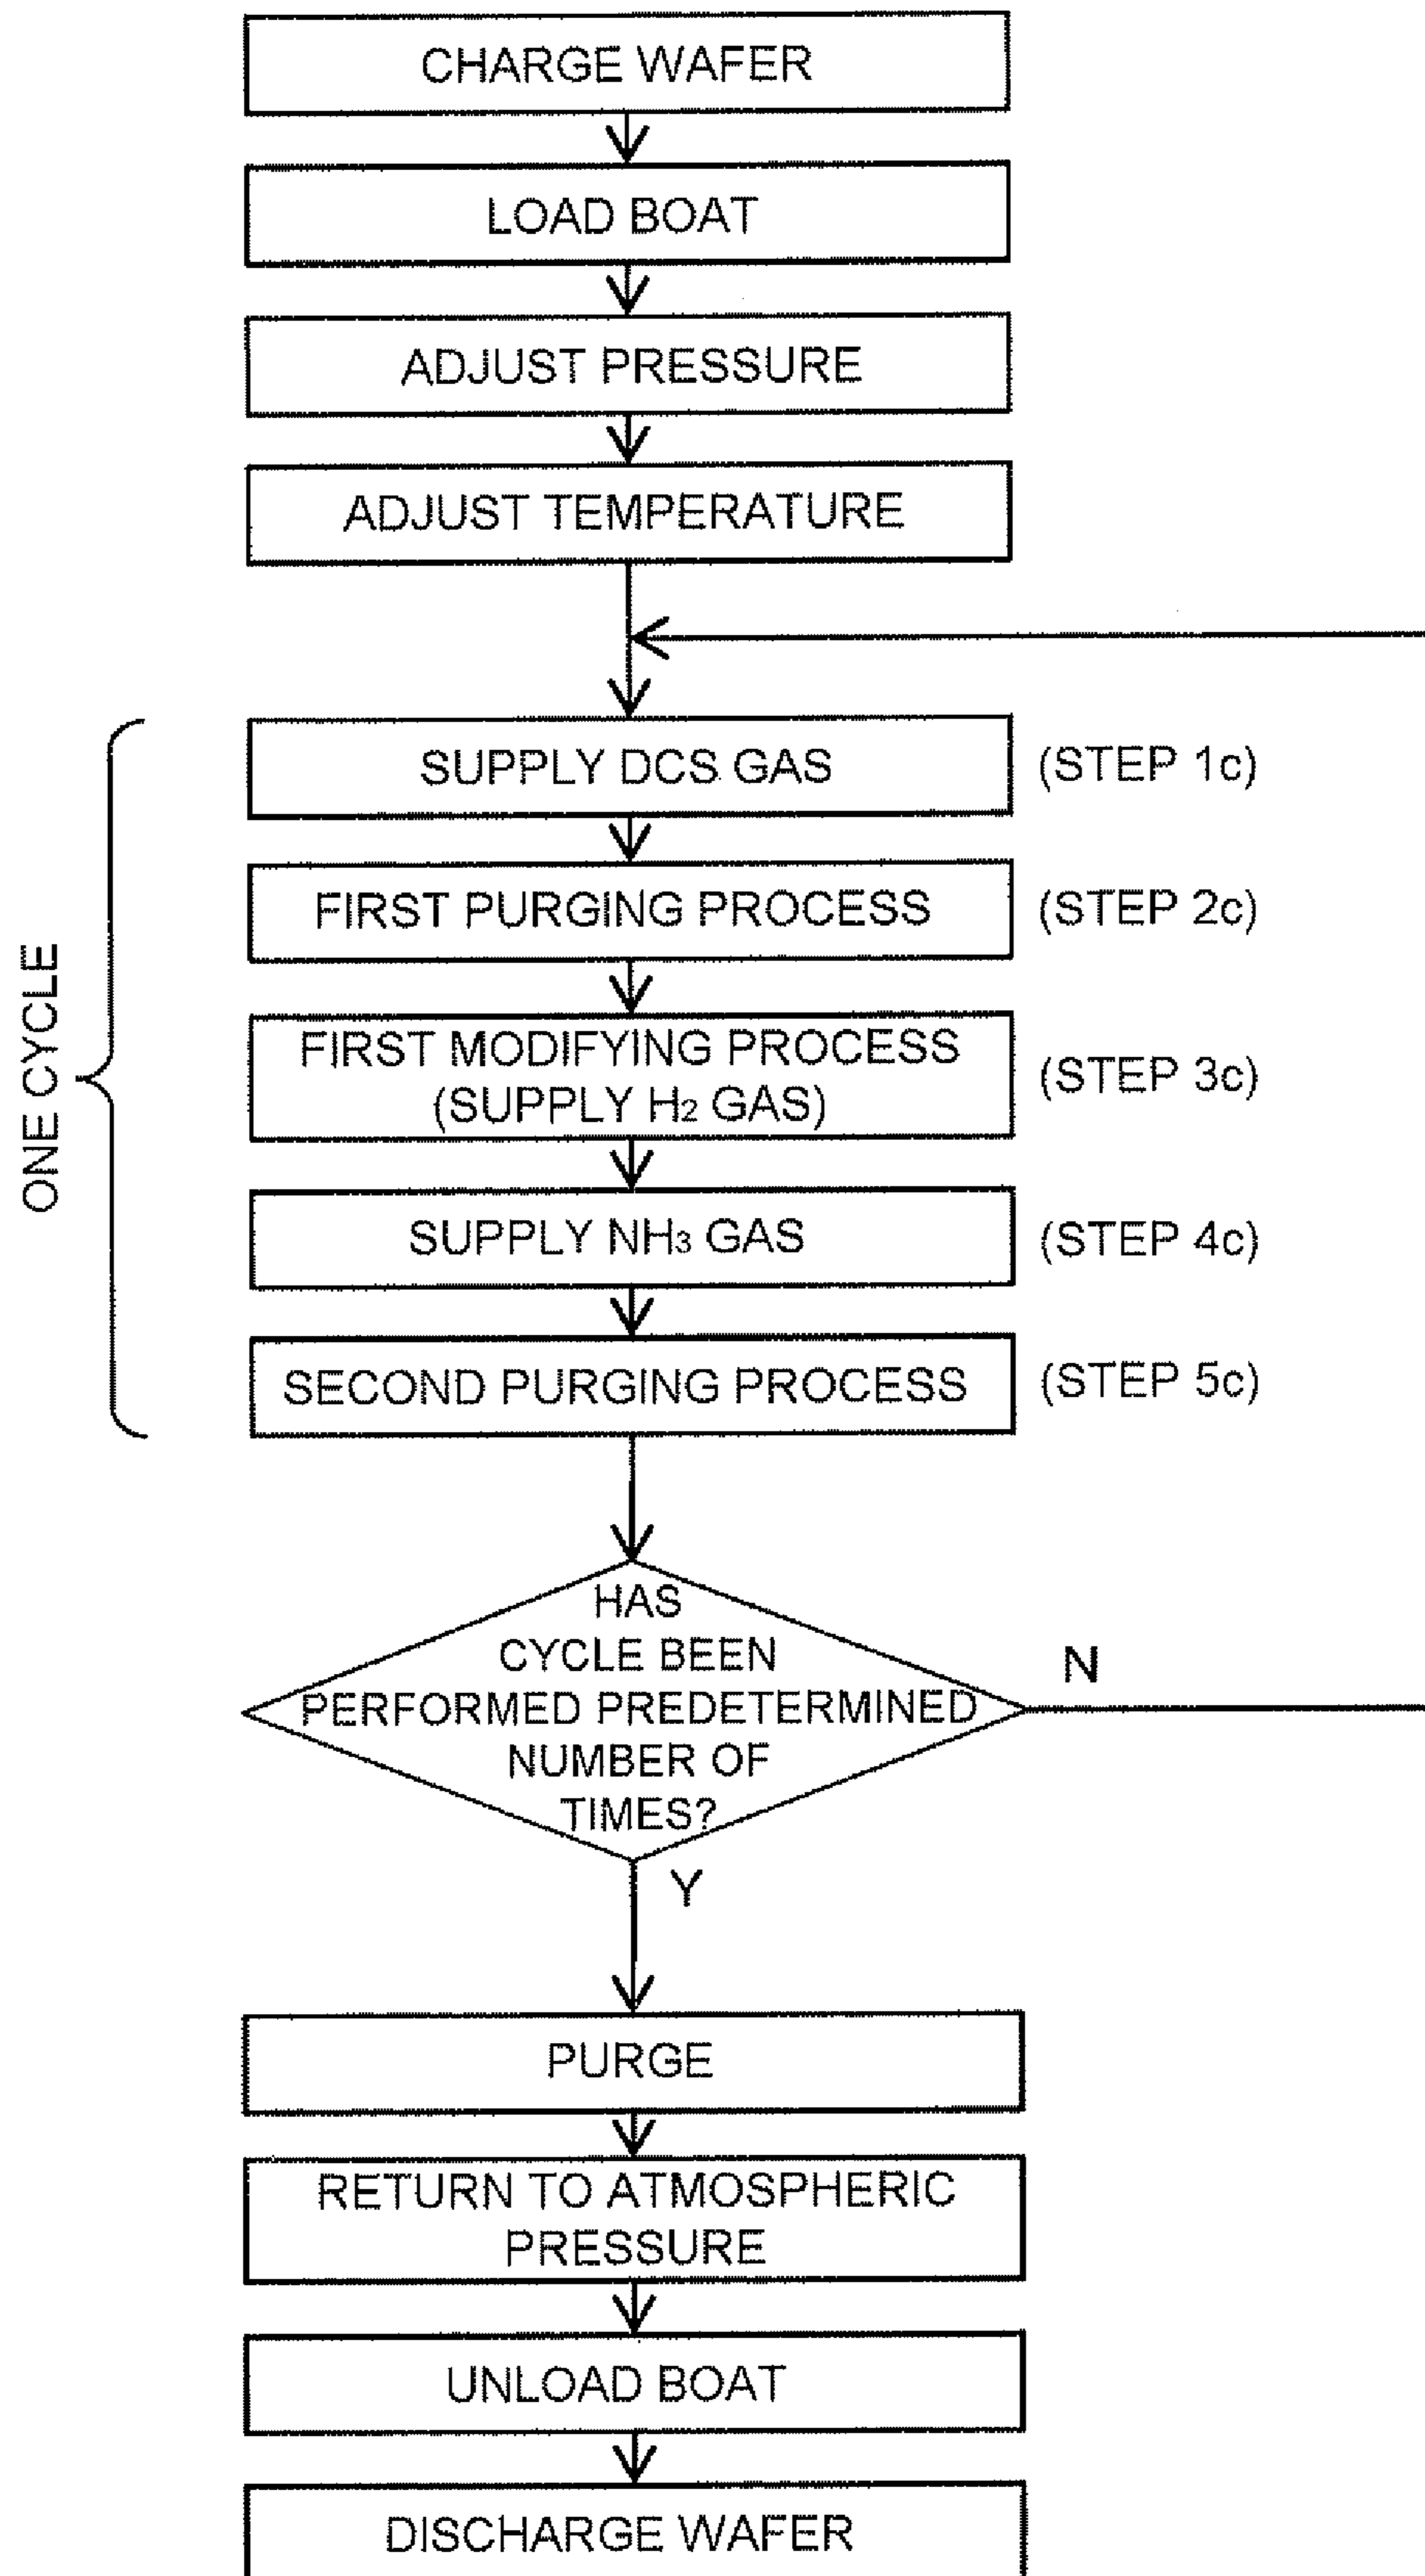 CHARGE WAFER
LOAD BOAT
ADJUST PRESSURE
ADJUST TEMPERATURE
ONE CYCLE
SUPPLY DCS GAS (STEP 1c)
FIRST PURGING PROCESS (STEP 2c)
FIRST MODIFYING PROCESS
(SUPPLY H₂ GAS) (STEP 3c)
SUPPLY NH₃ GAS (STEP 4c)
SECOND PURGING PROCESS (STEP 5c)
HAS
CYCLE BEEN
PERFORMED PREDETERMINED
NUMBER OF
TIMES?
N
Y
PURGE
RETURN TO ATMOSPHERIC
PRESSURE
UNLOAD BOAT
DISCHARGE WAFER